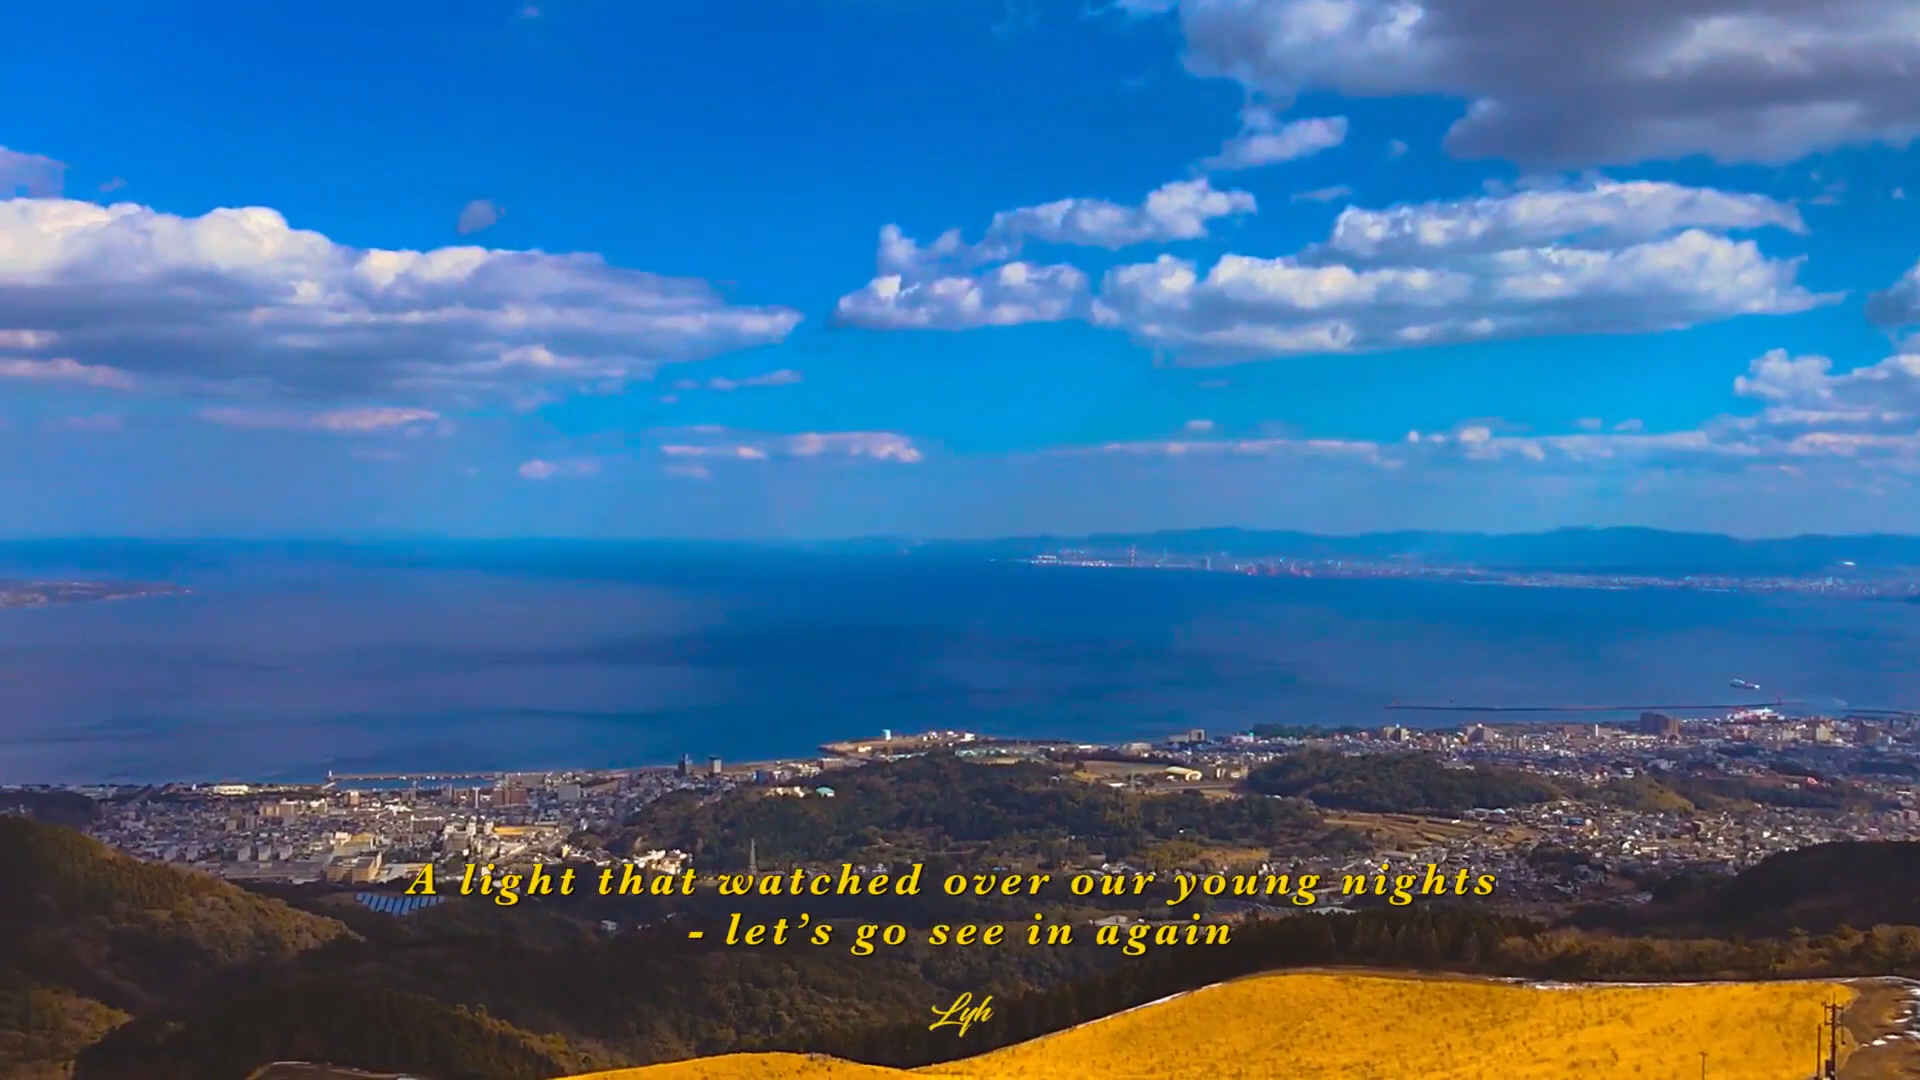 A light that watched over our young nights
- let’s go see in again
Lyh